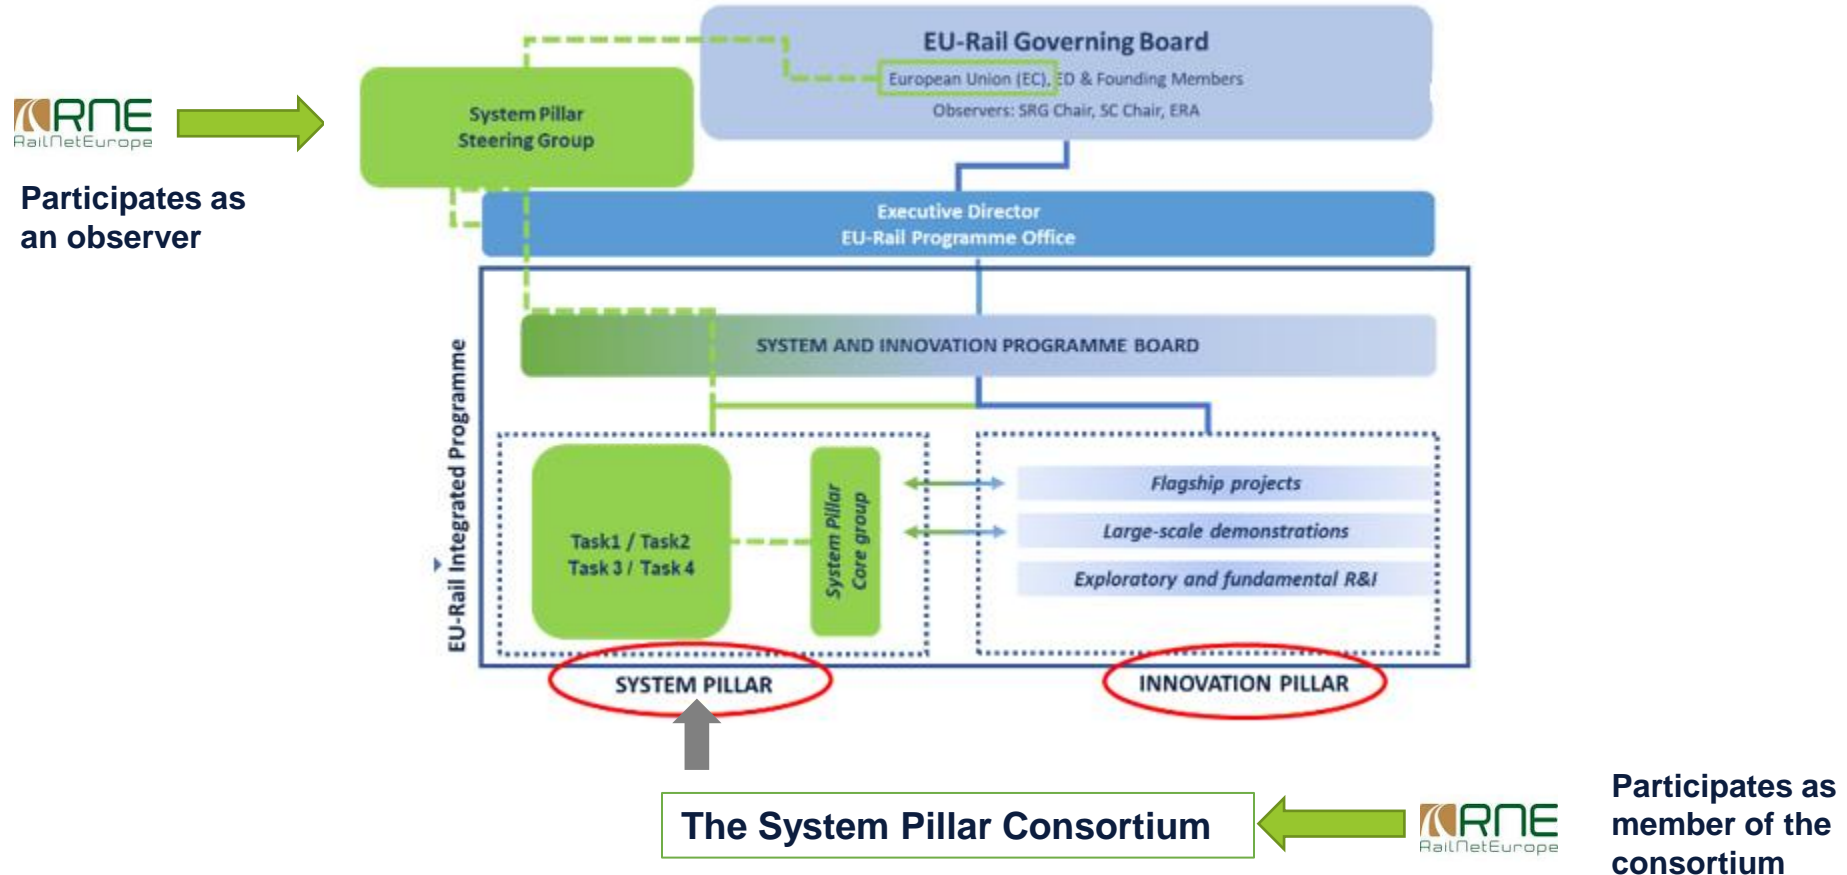 EU-Rail Governing Board
European Union (EC), ED & Founding Members
Observers: SRG Chair, SC Chair, ERA
System Pillar
Steering Group
RNE
RailNetEurope
Participates as
an observer
Executive Director
EU-Rail Programme Office
EU-Rail Integrated Programme
SYSTEM AND INNOVATION PROGRAMME BOARD
Task1 / Task2
Task 3 / Task 4
System Pillar
Core group
Flagship projects
Large-scale demonstrations
Exploratory and fundamental R&I
SYSTEM PILLAR
INNOVATION PILLAR
The System Pillar Consortium
RNE
RailNetEurope
Participates as
member of the
consortium